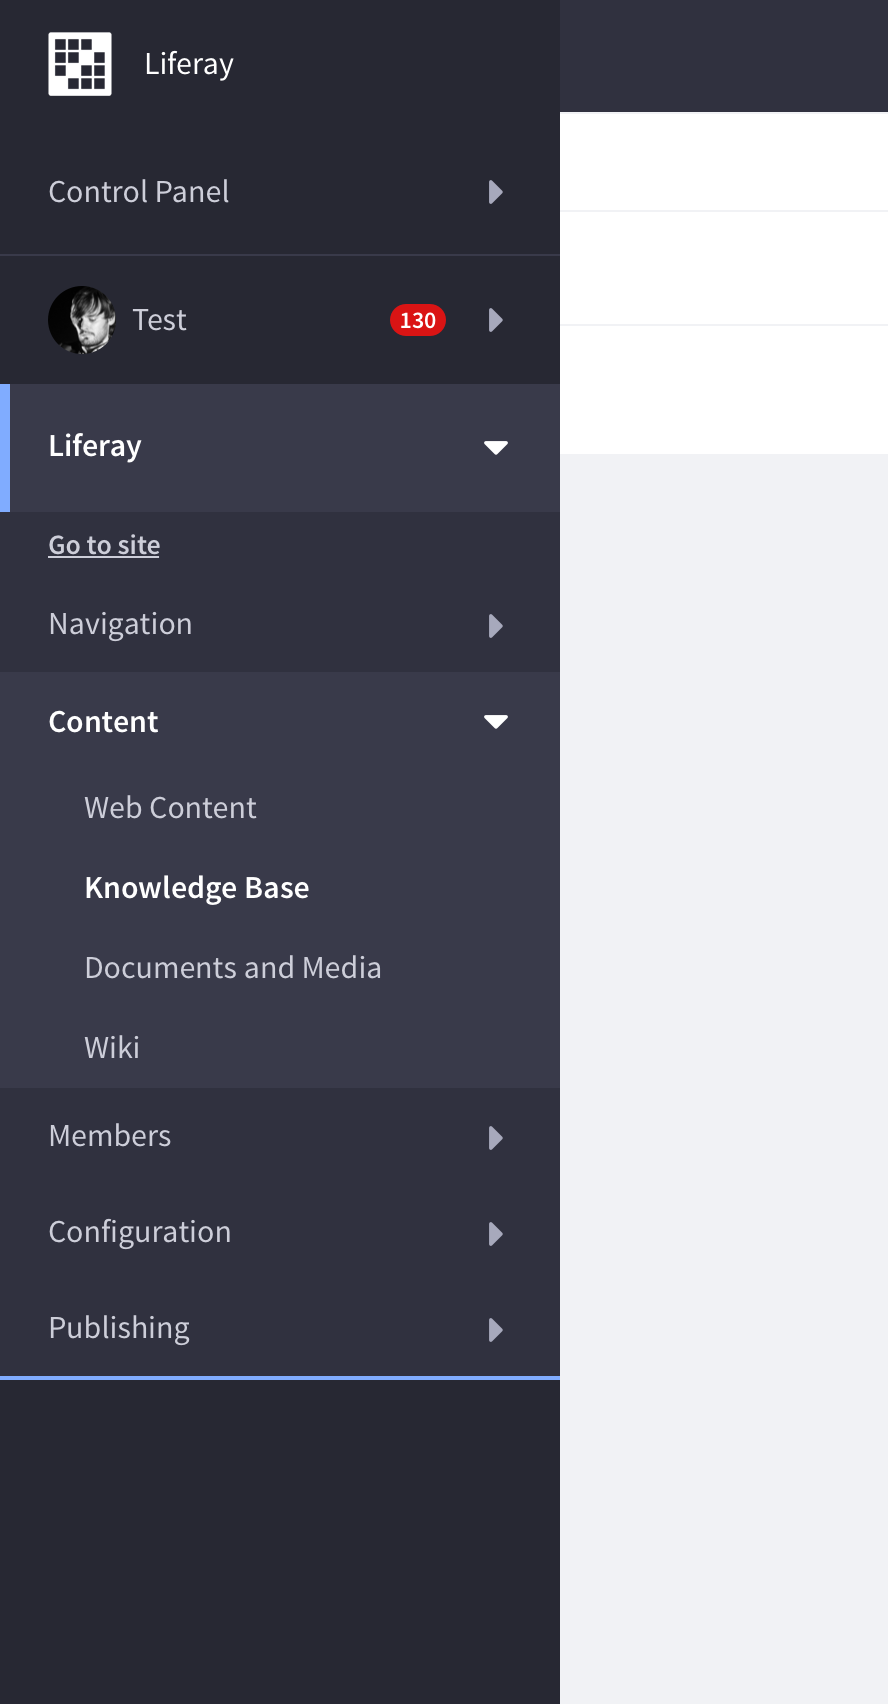 Liferay
Control Panel
Test 130
Liferay
Go to site
Navigation
Content
Web Content
Knowledge Base
Documents and Media
Wiki
Members
Configuration
Publishing